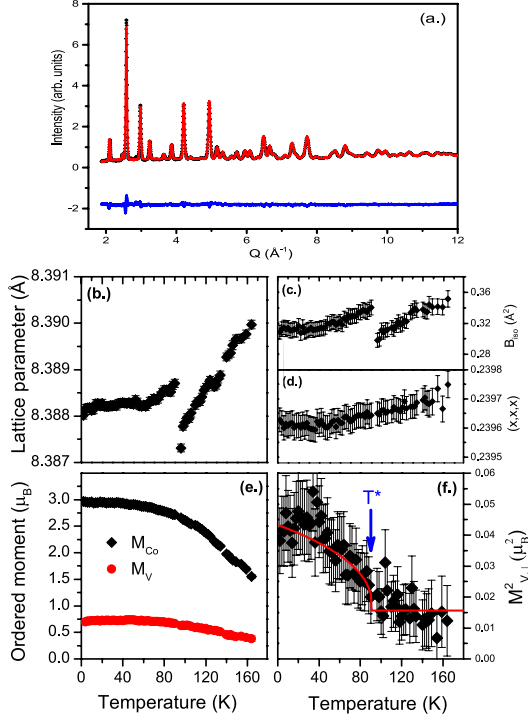 (a.)
Intensity (arb. units)
8
6
4
2
0
-2
2 4 6 8 10 12
Q (Å⁻¹)
(b.)
Lattice parameter (Å)
8.391
8.390
8.389
8.388
8.387
(c.)
0,36
0,32
0,28
B_iso (Å²)
(d.)
0,2398
0,2396
0,2395
(x,x,x)
(e.)
Ordered moment (μ_B)
3.0
2.5
2.0
1.5
1.0
0.5
0.0
M_Co
M_V
0 40 80 120 160
Temperature (K)
(f.)
T*
0,06
0.05
0.04
0.03
0.02
0.01
0.00
M²_V,⊥ (μ²_B)
0 40 80 120 160
Temperature (K)